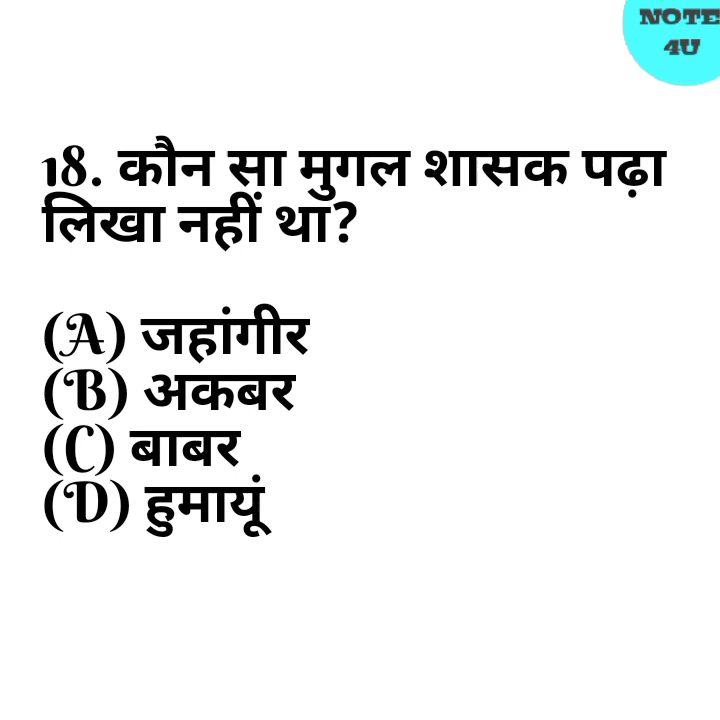 NOTE
4U
18. कौन सा मुगल शासक पढ़ा
लिखा नहीं था?
(A) जहांगीर
(B) अकबर
(C) बाबर
(D) हुमायूं